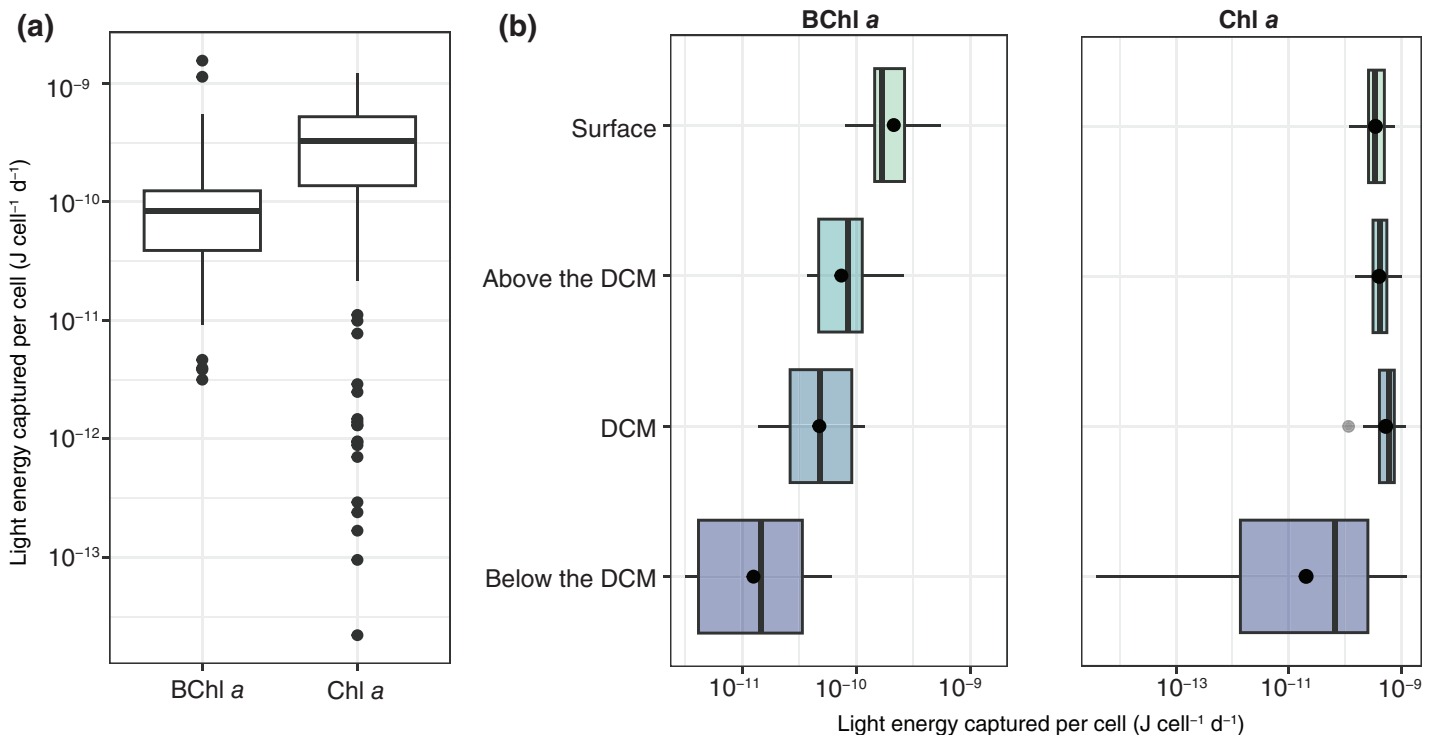 (a)
Light energy captured per cell (J cell⁻¹ d⁻¹)
10⁻⁹
10⁻¹⁰
10⁻¹¹
10⁻¹²
10⁻¹³
BChl a
Chl a
(b)
BChl a
Chl a
Surface
Above the DCM
DCM
Below the DCM
10⁻¹¹
10⁻¹⁰
10⁻⁹
10⁻¹³
10⁻¹¹
10⁻⁹
Light energy captured per cell (J cell⁻¹ d⁻¹)